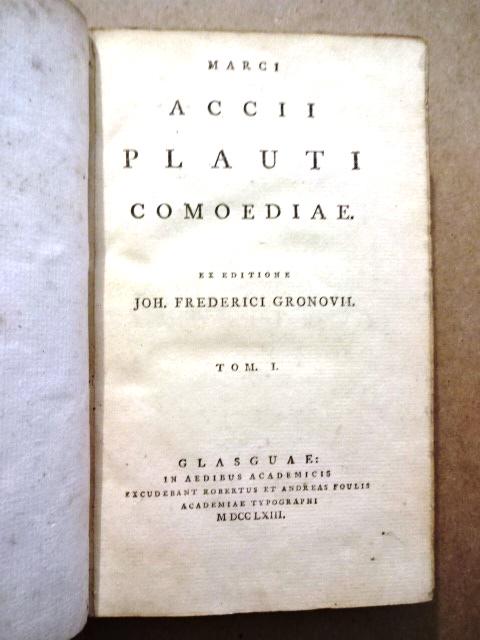 MARCI
ACCII
PLAUTI
COMOEDIAE.
EX EDITIONE
JOH. FREDERICI GRONOVII.
TOM. I.
GLASGUAE:
IN AEDIBUS ACADEMICIS
EXCUDEBANT ROBERTUS ET ANDREAS FOULIS
ACADEMIAE TYPOGRAPHI
M DCC LXIII.